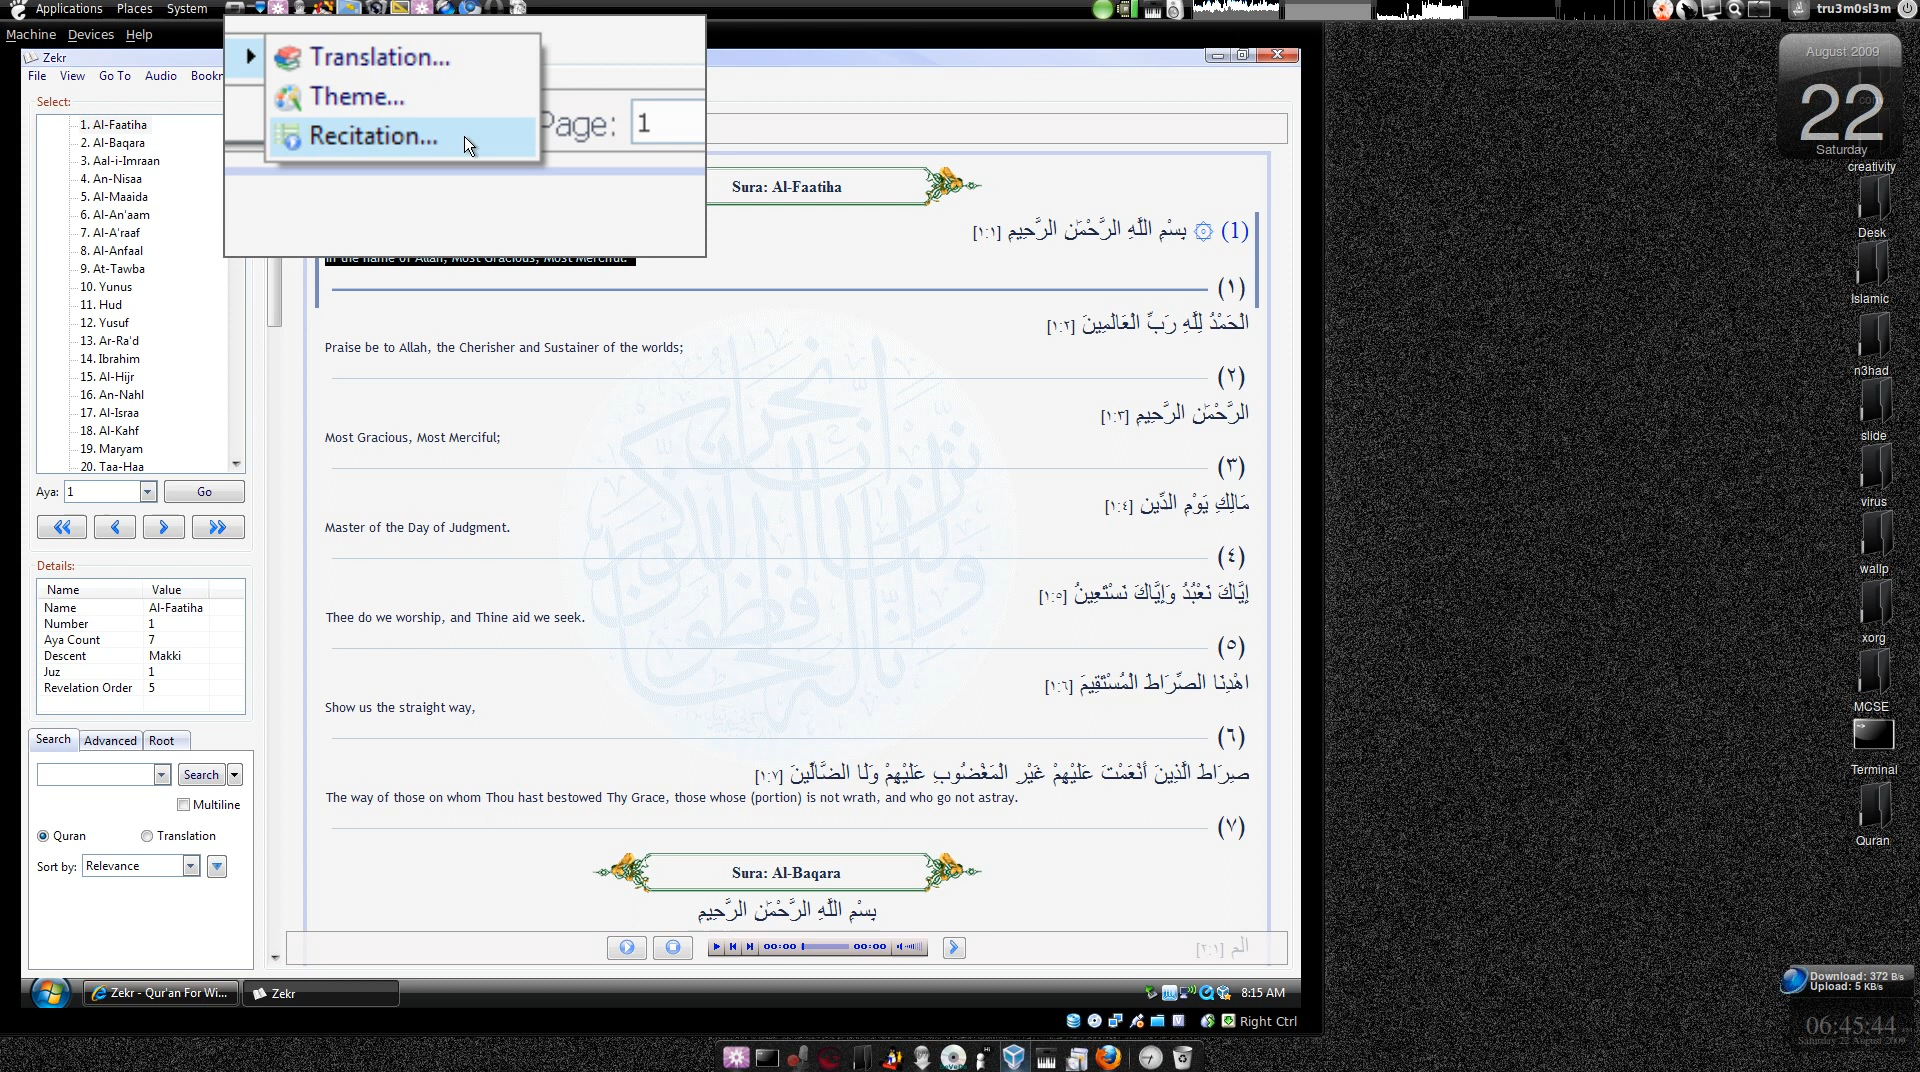 Applications Places System
tru3m0sl3m
Machine Devices Help
Zekr
File View Go To Audio Bookn
Translation...
Theme...
Recitation...
Page: 1
Select:
1. Al-Faatiha
2. Al-Baqara
3. Aal-i-Imraan
4. An-Nisaa
5. Al-Maaida
6. Al-An'aam
7. Al-A'raaf
8. Al-Anfaal
9. At-Tawba
10. Yunus
11. Hud
12. Yusuf
13. Ar-Ra'd
14. Ibrahim
15. Al-Hijr
16. An-Nahl
17. Al-Israa
18. Al-Kahf
19. Maryam
20. Taa-Haa
Aya: 1 Go
Details:
Name Value
Name Al-Faatiha
Number 1
Aya Count 7
Descent Makki
Juz 1
Revelation Order 5
Search Advanced Root
Search
Multiline
Quran Translation
Sort by: Relevance
Sura: Al-Faatiha
(1) ۞ بِسْمِ اللَّهِ الرَّحْمَٰنِ الرَّحِيمِ [١:١]
In the name of Allah, Most Gracious, Most Merciful.
(١)
الْحَمْدُ لِلَّهِ رَبِّ الْعَالَمِينَ [١:٢]
Praise be to Allah, the Cherisher and Sustainer of the worlds;
(٢)
الرَّحْمَٰنِ الرَّحِيمِ [١:٣]
Most Gracious, Most Merciful;
(٣)
مَالِكِ يَوْمِ الدِّينِ [١:٤]
Master of the Day of Judgment.
(٤)
إِيَّاكَ نَعْبُدُ وَإِيَّاكَ نَسْتَعِينُ [١:٥]
Thee do we worship, and Thine aid we seek.
(٥)
اهْدِنَا الصِّرَاطَ الْمُسْتَقِيمَ [١:٦]
Show us the straight way,
(٦)
صِرَاطَ الَّذِينَ أَنْعَمْتَ عَلَيْهِمْ غَيْرِ الْمَغْضُوبِ عَلَيْهِمْ وَلَا الضَّالِّينَ [١:٧]
The way of those on whom Thou hast bestowed Thy Grace, those whose (portion) is not wrath, and who go not astray.
(٧)
Sura: Al-Baqara
بِسْمِ اللَّهِ الرَّحْمَٰنِ الرَّحِيمِ
الم [٢:١]
00:00 00:00
Zekr - Qur'an For Wi...
Zekr
8:15 AM
Right Ctrl
August 2009
22
Saturday
creativity
Desk
Islamic
n3had
slide
virus
wallp
xorg
MCSE
Terminal
Quran
Download: 372 B/s
Upload: 5 KB/s
06:45:44
Saturday 22 August 2009